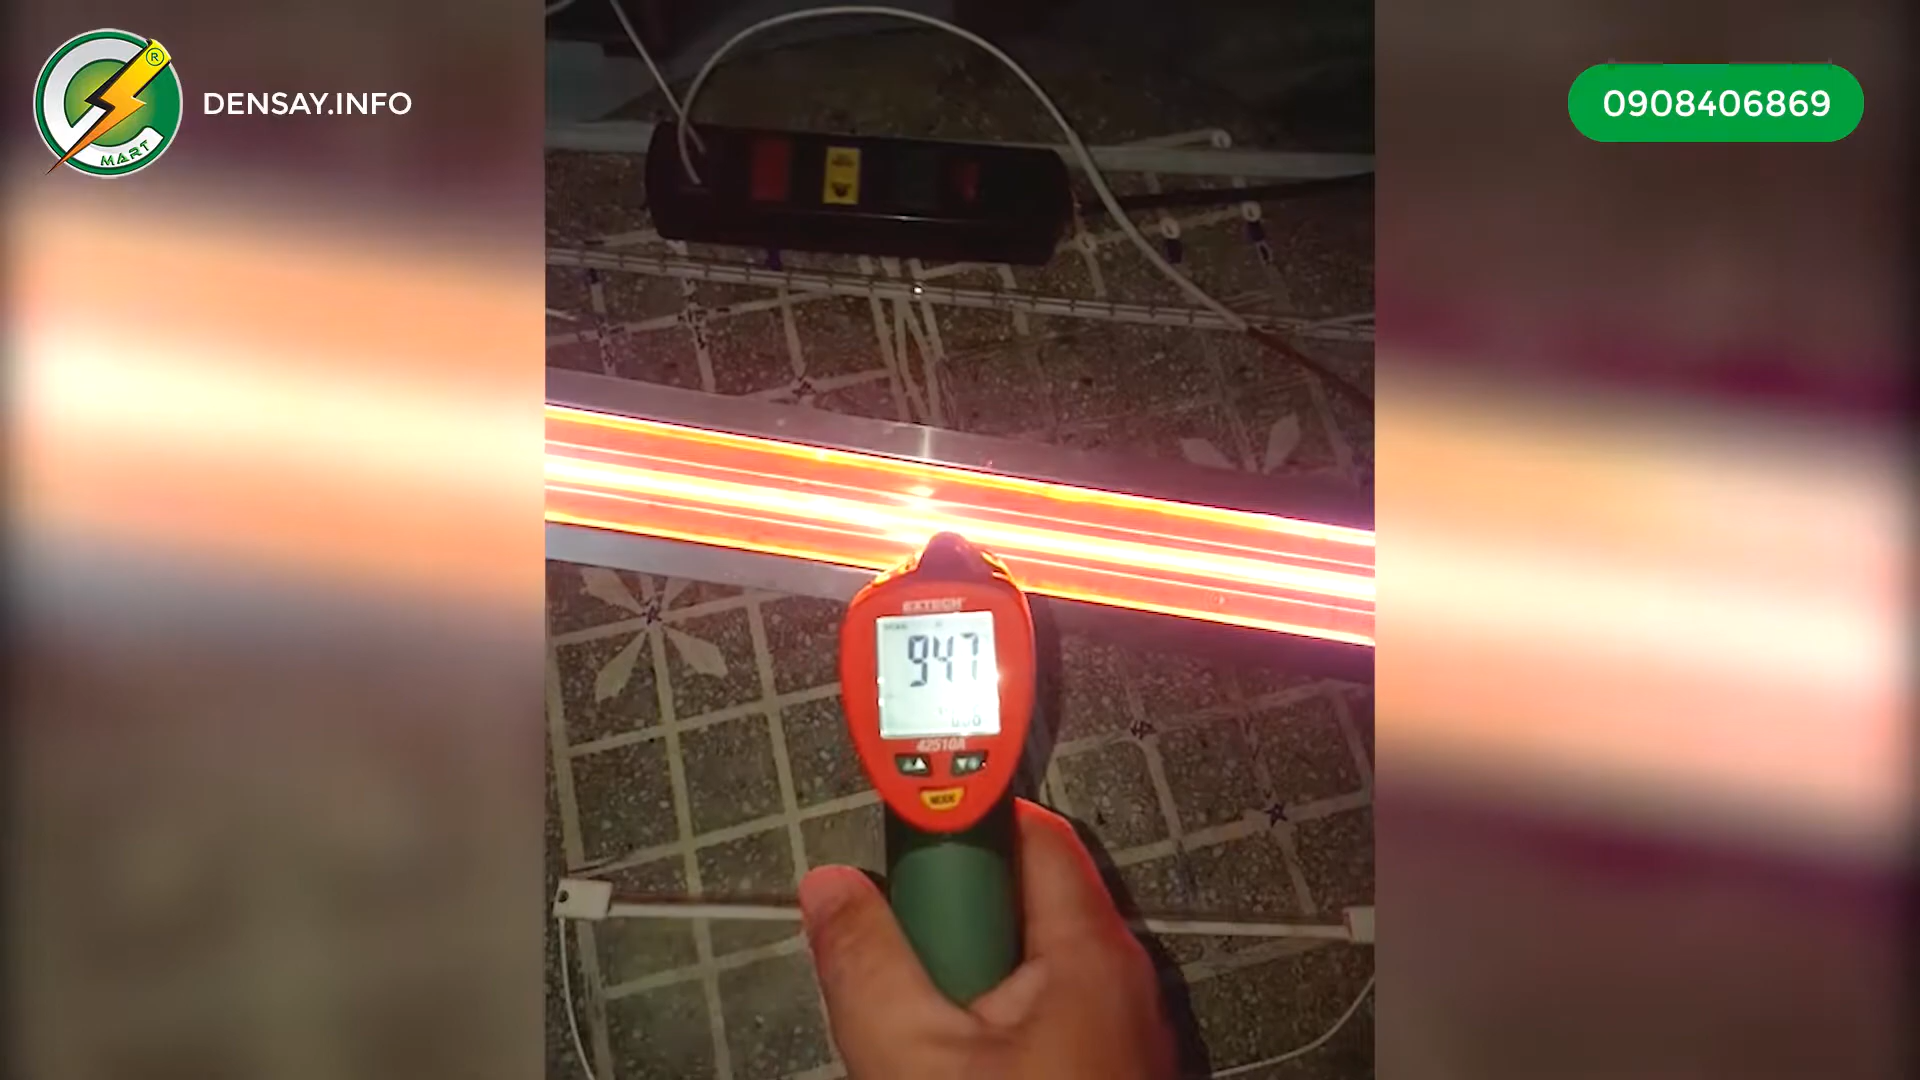 DENSAY.INFO
MART
®
0908406869
EXTECH
947
42510A
MODE